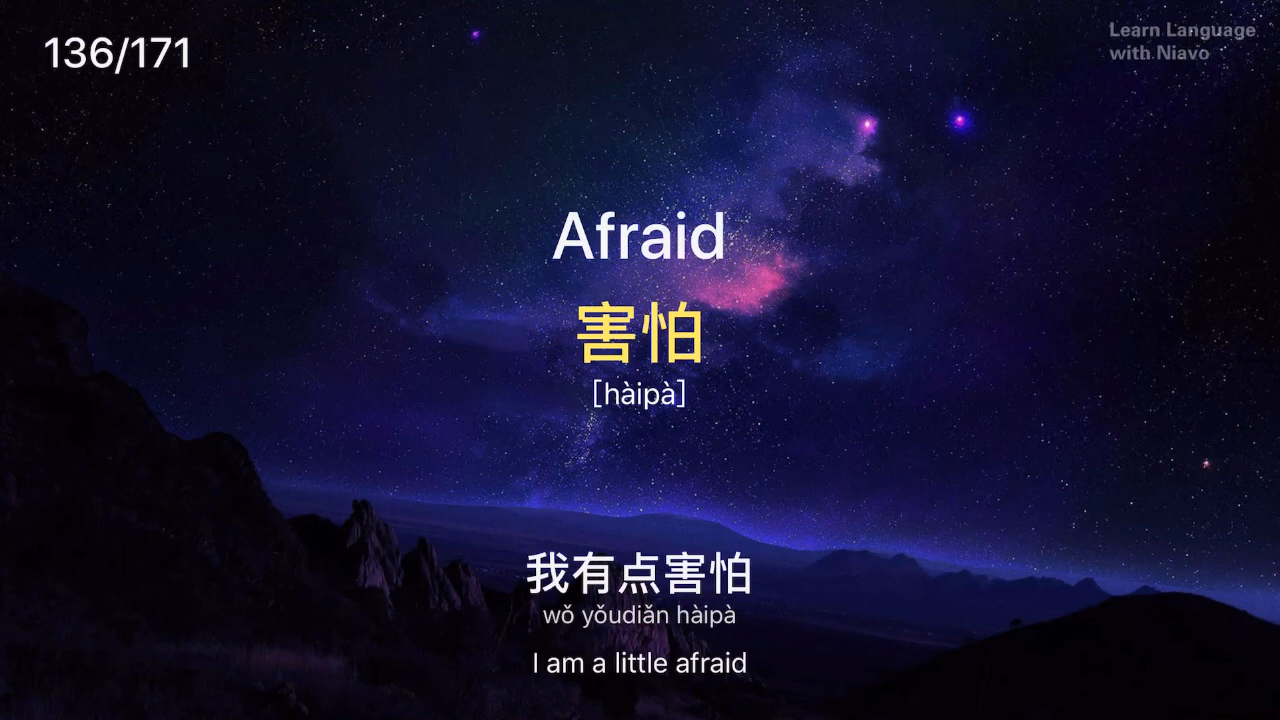 136/171
Learn Language
with Niavo
Afraid
害怕
[hàipà]
我有点害怕
wǒ yǒudiǎn hàipà
I am a little afraid